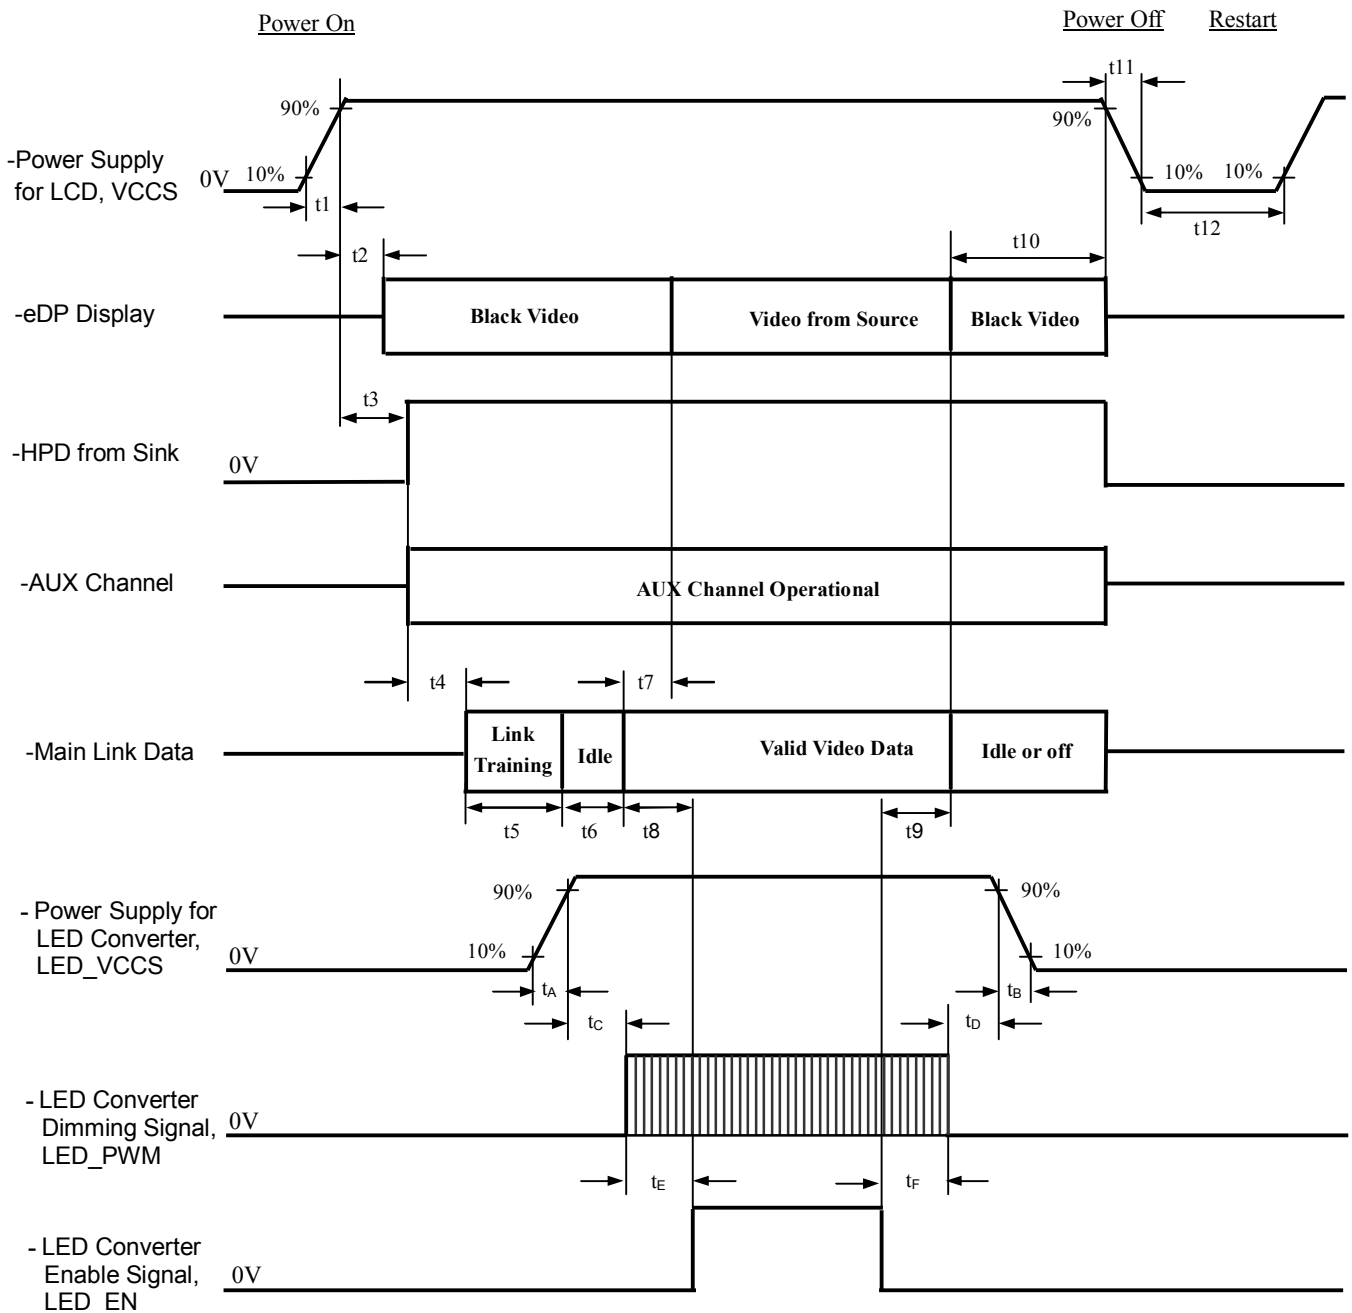 Power On
Power Off
Restart
t11
90%
90%
-Power Supply
for LCD, VCCS
0V
10%
10%
10%
t1
t12
t2
t10
-eDP Display
Black Video
Video from Source
Black Video
t3
-HPD from Sink
0V
-AUX Channel
AUX Channel Operational
t4
t7
-Main Link Data
Link
Training
Idle
Valid Video Data
Idle or off
t5
t6
t8
t9
90%
90%
- Power Supply for
LED Converter,
LED_VCCS
0V
10%
10%
tA
tB
tC
tD
- LED Converter
Dimming Signal,
LED_PWM
0V
tE
tF
- LED Converter
Enable Signal,
LED_EN
0V